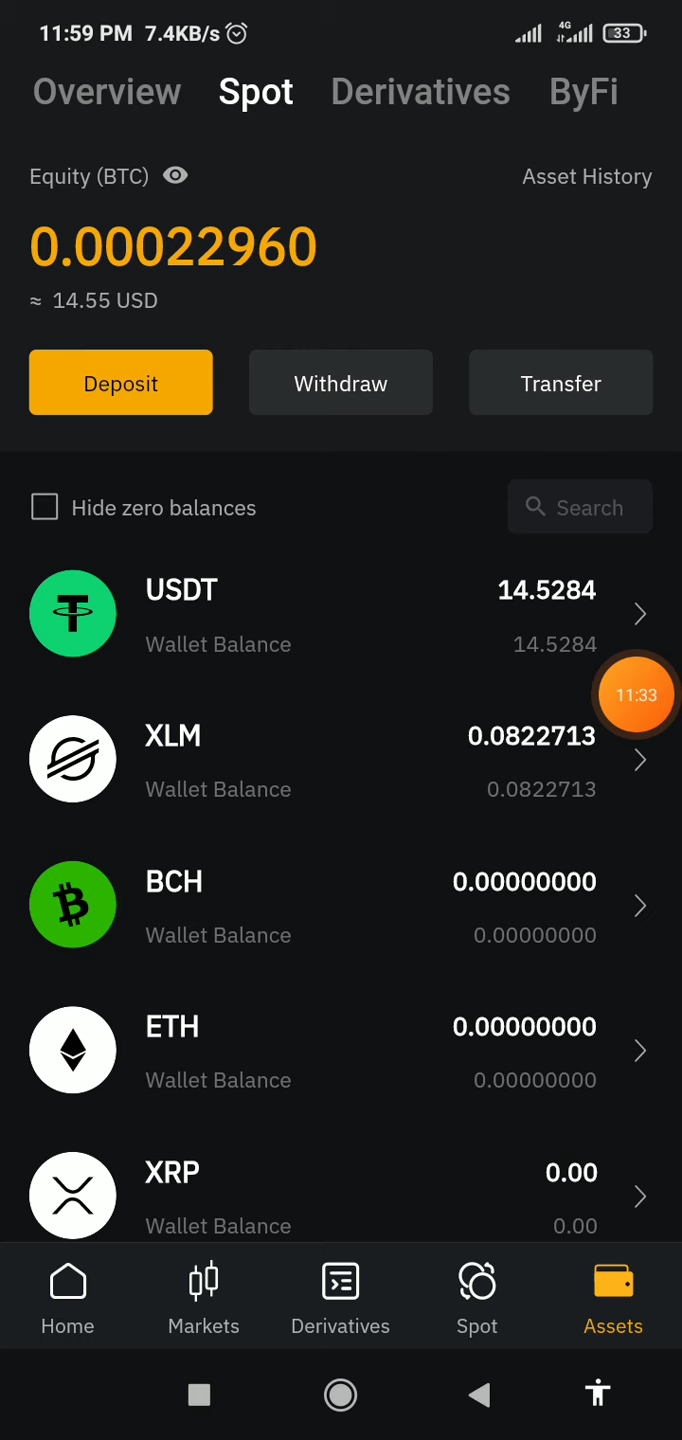 11:59 PM 7.4KB/s 4G 33
Overview Spot Derivatives ByFi
Equity (BTC) Asset History
0.00022960
≈ 14.55 USD
Deposit Withdraw Transfer
Hide zero balances Search
USDT 14.5284
Wallet Balance 14.5284
11:33
XLM 0.0822713
Wallet Balance 0.0822713
BCH 0.00000000
Wallet Balance 0.00000000
ETH 0.00000000
Wallet Balance 0.00000000
XRP 0.00
Wallet Balance 0.00
Home Markets Derivatives Spot Assets